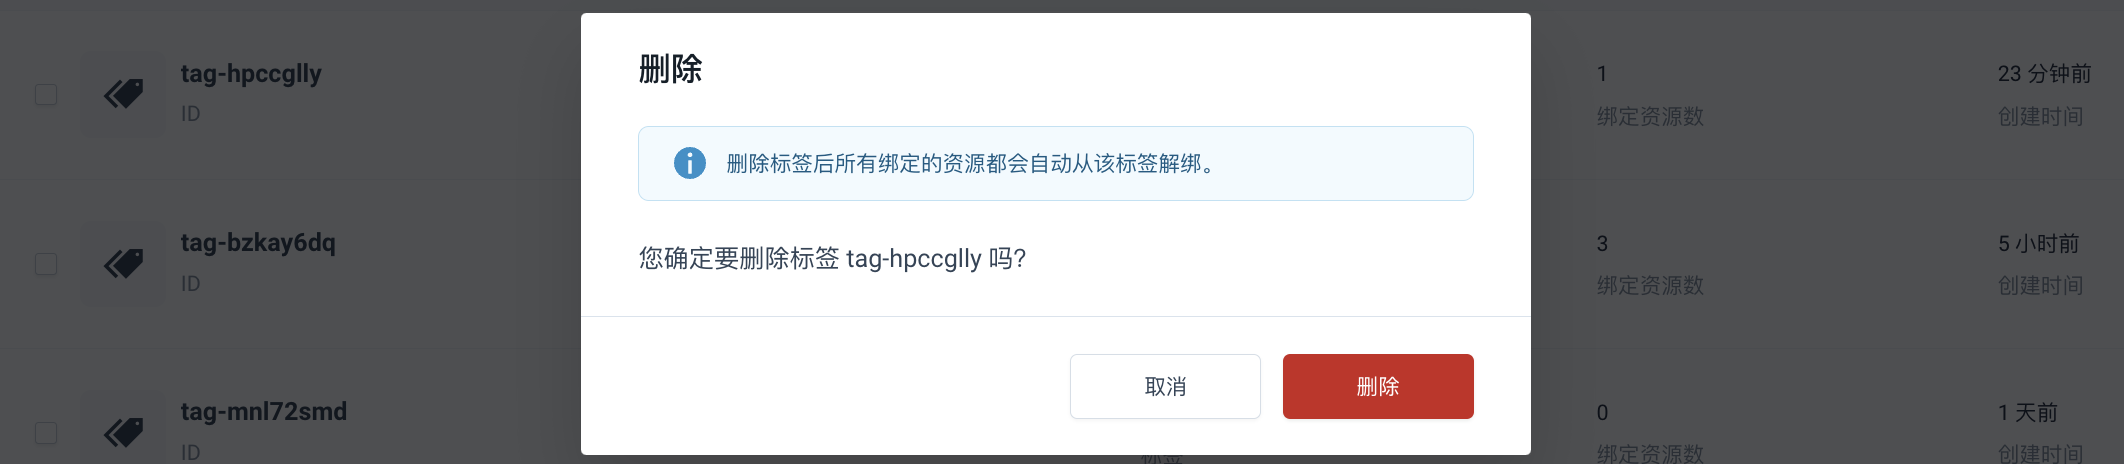 删除
删除标签后所有绑定的资源都会自动从该标签解绑。
您确定要删除标签 tag-hpccglly 吗?
取消
删除
tag-hpccglly
ID
1
绑定资源数
23 分钟前
创建时间
tag-bzkay6dq
ID
3
绑定资源数
5 小时前
创建时间
tag-mnl72smd
ID
0
绑定资源数
1 天前
创建时间